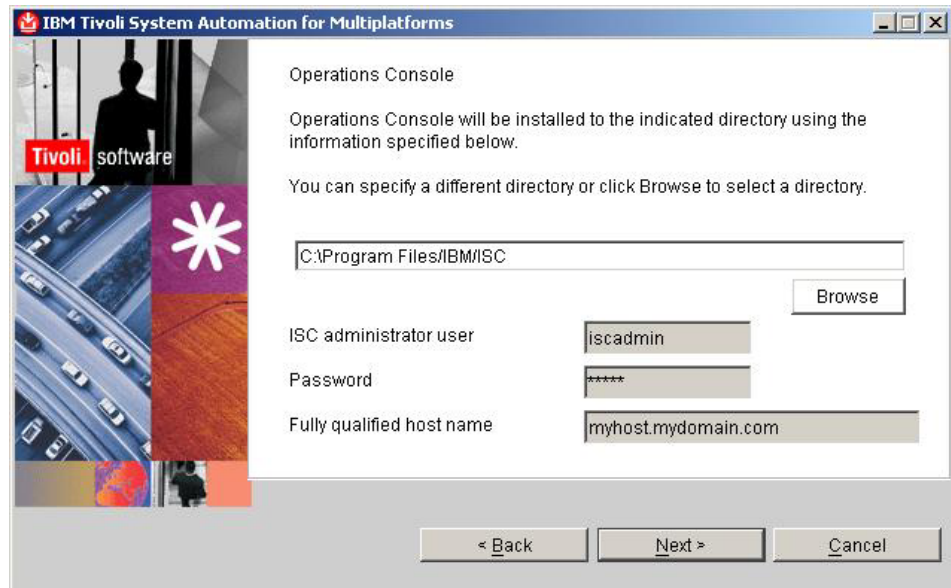 IBM Tivoli System Automation for Multiplatforms
Tivoli. software
Operations Console
Operations Console will be installed to the indicated directory using the
information specified below.
You can specify a different directory or click Browse to select a directory.
C:\Program Files/IBM/ISC
Browse
ISC administrator user
iscadmin
Password
*****
Fully qualified host name
myhost.mydomain.com
< Back
Next >
Cancel